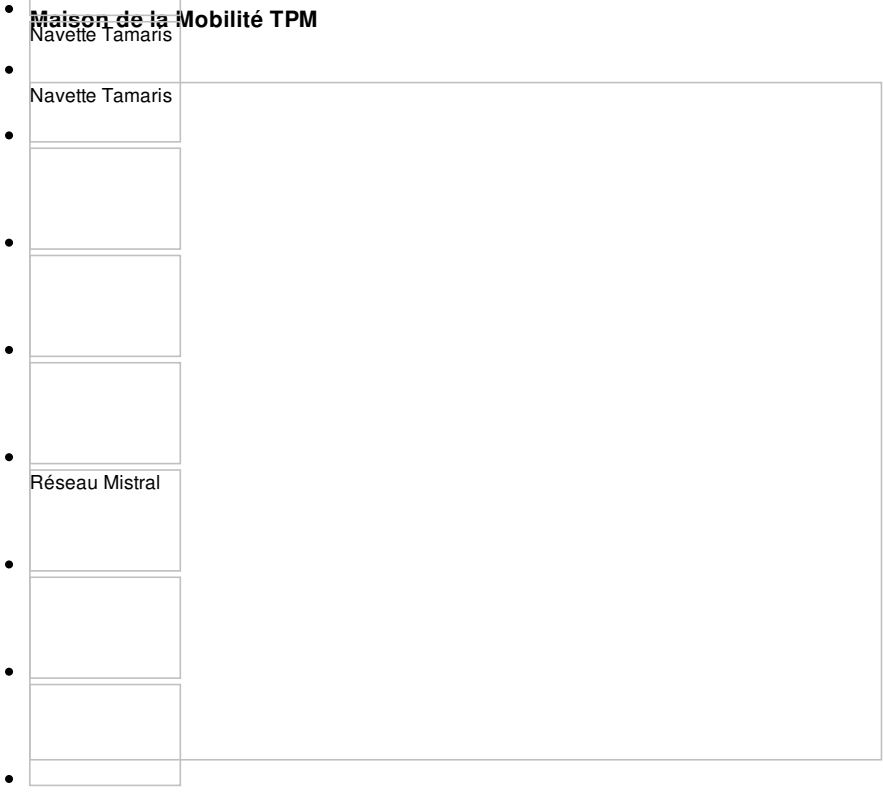 Maison de la Mobilité TPM
Navette Tamaris
Navette Tamaris
Réseau Mistral